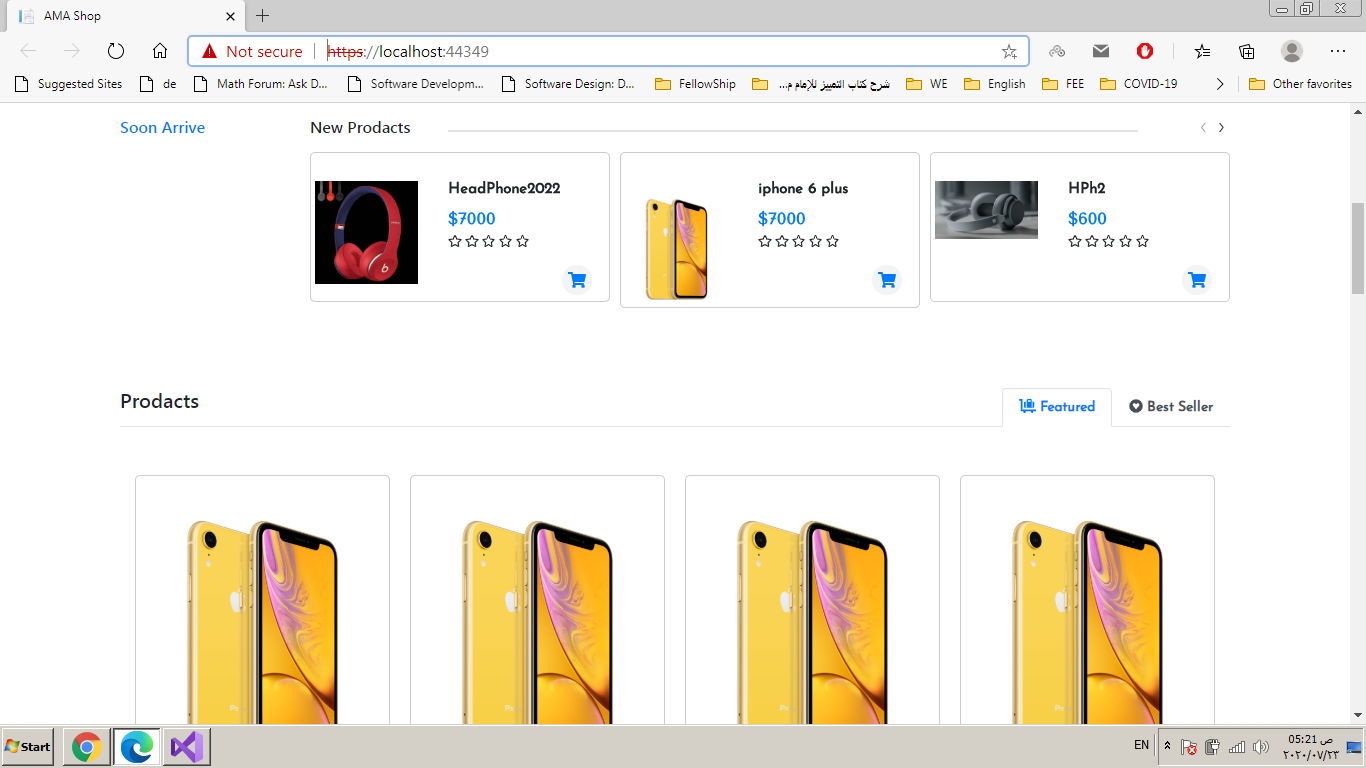 AMA Shop
Not secure https://localhost:44349
Suggested Sites de Math Forum: Ask D... Software Developm... Software Design: D... FellowShip شرح كتاب التمييز للإمام م... WE English FEE COVID-19 Other favorites
Soon Arrive
New Prodacts
HeadPhone2022
$7000
iphone 6 plus
$7000
HPh2
$600
Prodacts
Featured
Best Seller
Start
EN
05:21 ص
٢٠٢٠/٠٧/٢٣